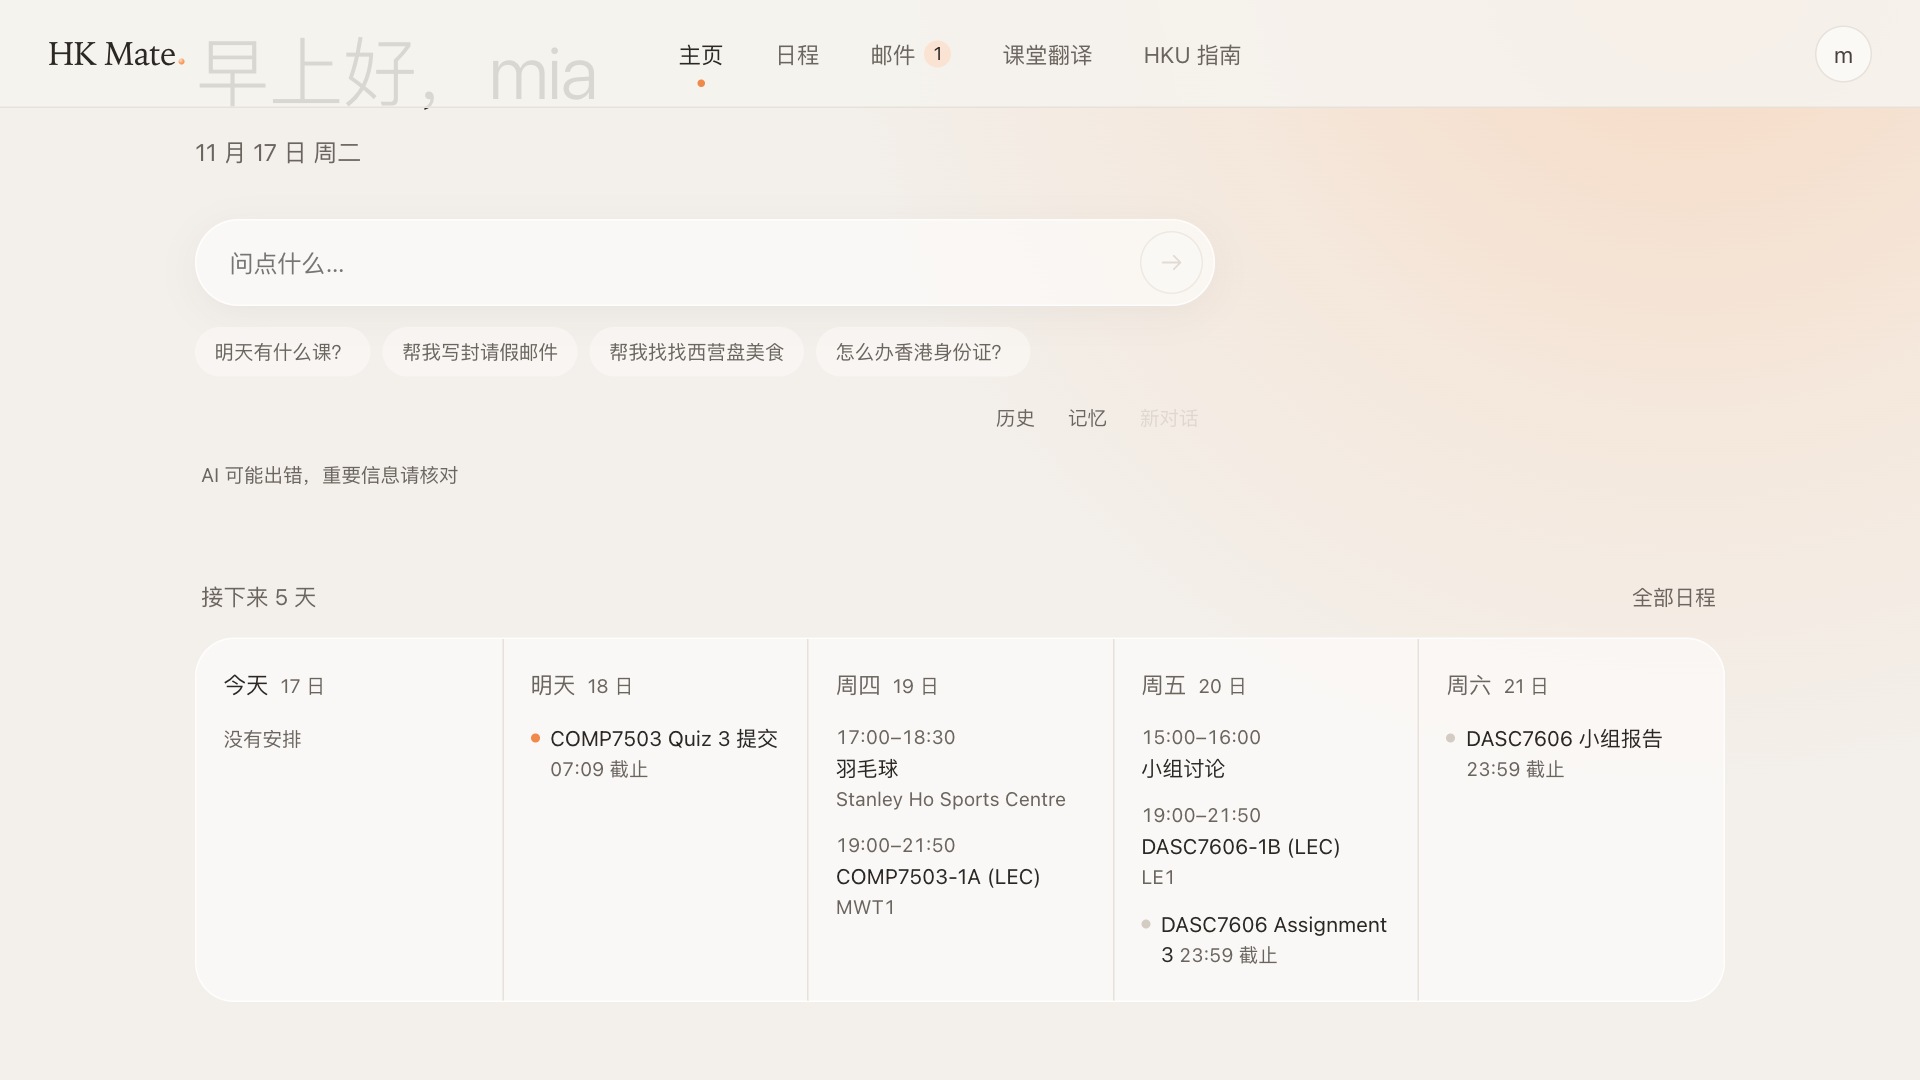 HK Mate.
早上好，mia
主页
日程
邮件 1
课堂翻译
HKU 指南
m
11 月 17 日 周二
问点什么...
明天有什么课？
帮我写封请假邮件
帮我找找西营盘美食
怎么办香港身份证？
历史
记忆
新对话
AI 可能出错，重要信息请核对
接下来 5 天
全部日程
今天 17 日
没有安排
明天 18 日
COMP7503 Quiz 3 提交
07:09 截止
周四 19 日
17:00–18:30
羽毛球
Stanley Ho Sports Centre
19:00–21:50
COMP7503-1A (LEC)
MWT1
周五 20 日
15:00–16:00
小组讨论
19:00–21:50
DASC7606-1B (LEC)
LE1
DASC7606 Assignment
3 23:59 截止
周六 21 日
DASC7606 小组报告
23:59 截止